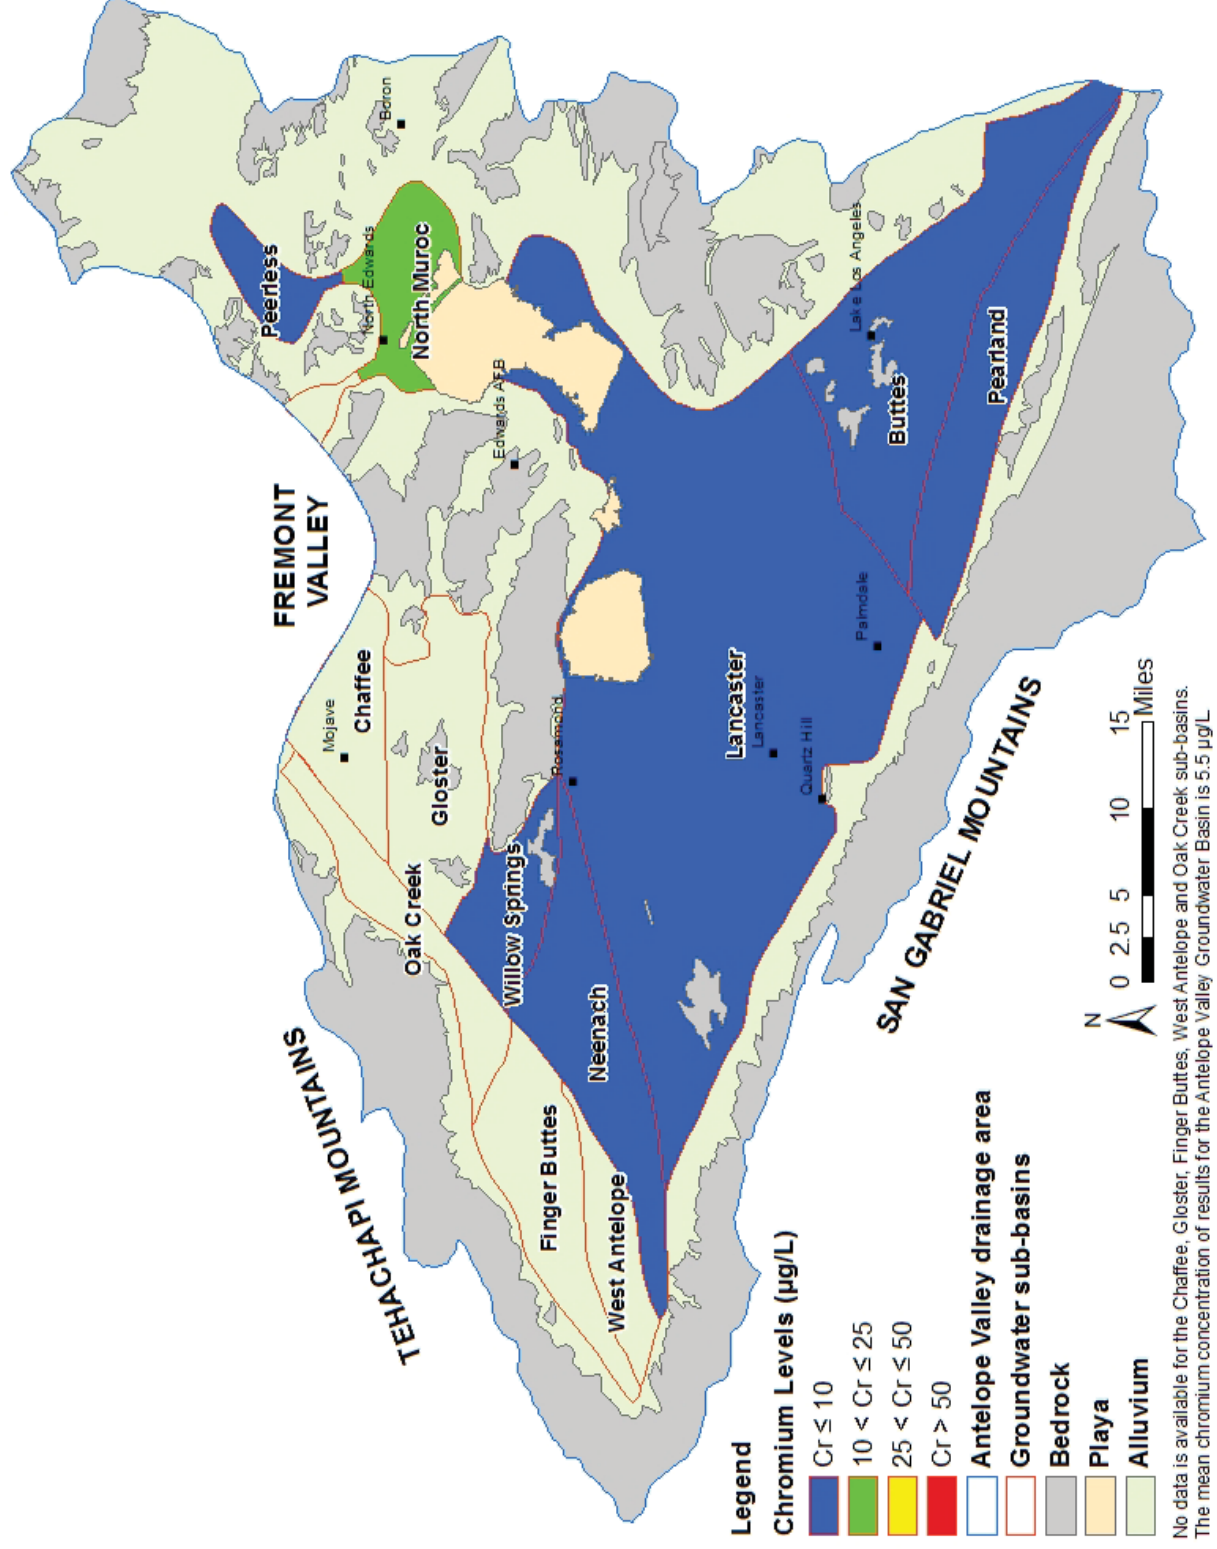 FREMONT
VALLEY
TEHACHAPI MOUNTAINS
SAN GABRIEL MOUNTAINS
Peerless
North Edwards
Boron
North Muroc
Edwards AFB
Mojave
Chaffee
Gloster
Oak Creek
Willow Springs
Rosamond
Finger Buttes
West Antelope
Neenach
Lancaster
Lancaster
Quartz Hill
Palmdale
Lake Los Angeles
Buttes
Pearland
N
0 2.5 5 10 15
Miles
Legend
Chromium Levels (µg/L)
Cr ≤ 10
10 < Cr ≤ 25
25 < Cr ≤ 50
Cr > 50
Antelope Valley drainage area
Groundwater sub-basins
Bedrock
Playa
Alluvium
No data is available for the Chaffee, Gloster, Finger Buttes, West Antelope and Oak Creek sub-basins.
The mean chromium concentration of results for the Antelope Valley Groundwater Basin is 5.5 µg/L